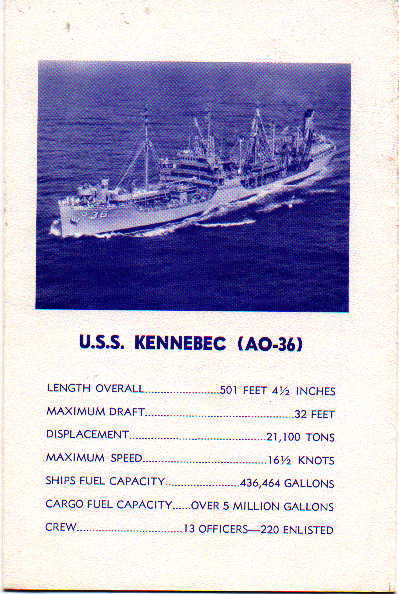 36
U.S.S. KENNEBEC (AO-36)
LENGTH OVERALL........................501 FEET 4½ INCHES
MAXIMUM DRAFT................................................32 FEET
DISPLACEMENT............................................21,100 TONS
MAXIMUM SPEED........................................16½ KNOTS
SHIPS FUEL CAPACITY........................436,464 GALLONS
CARGO FUEL CAPACITY......OVER 5 MILLION GALLONS
CREW..................................13 OFFICERS—220 ENLISTED